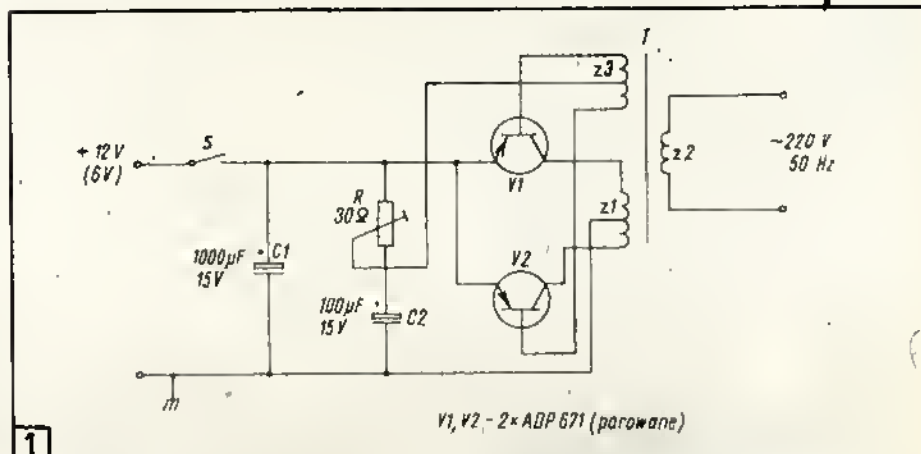 T
z3
+ 12V
(6V)
S
V1
z2
~220 V
50 Hz
R
30Ω
z1
1000µF
15V
C1
V2
100µF
15V
C2
m
V1, V2 - 2× ADP 671 (parowane)
1